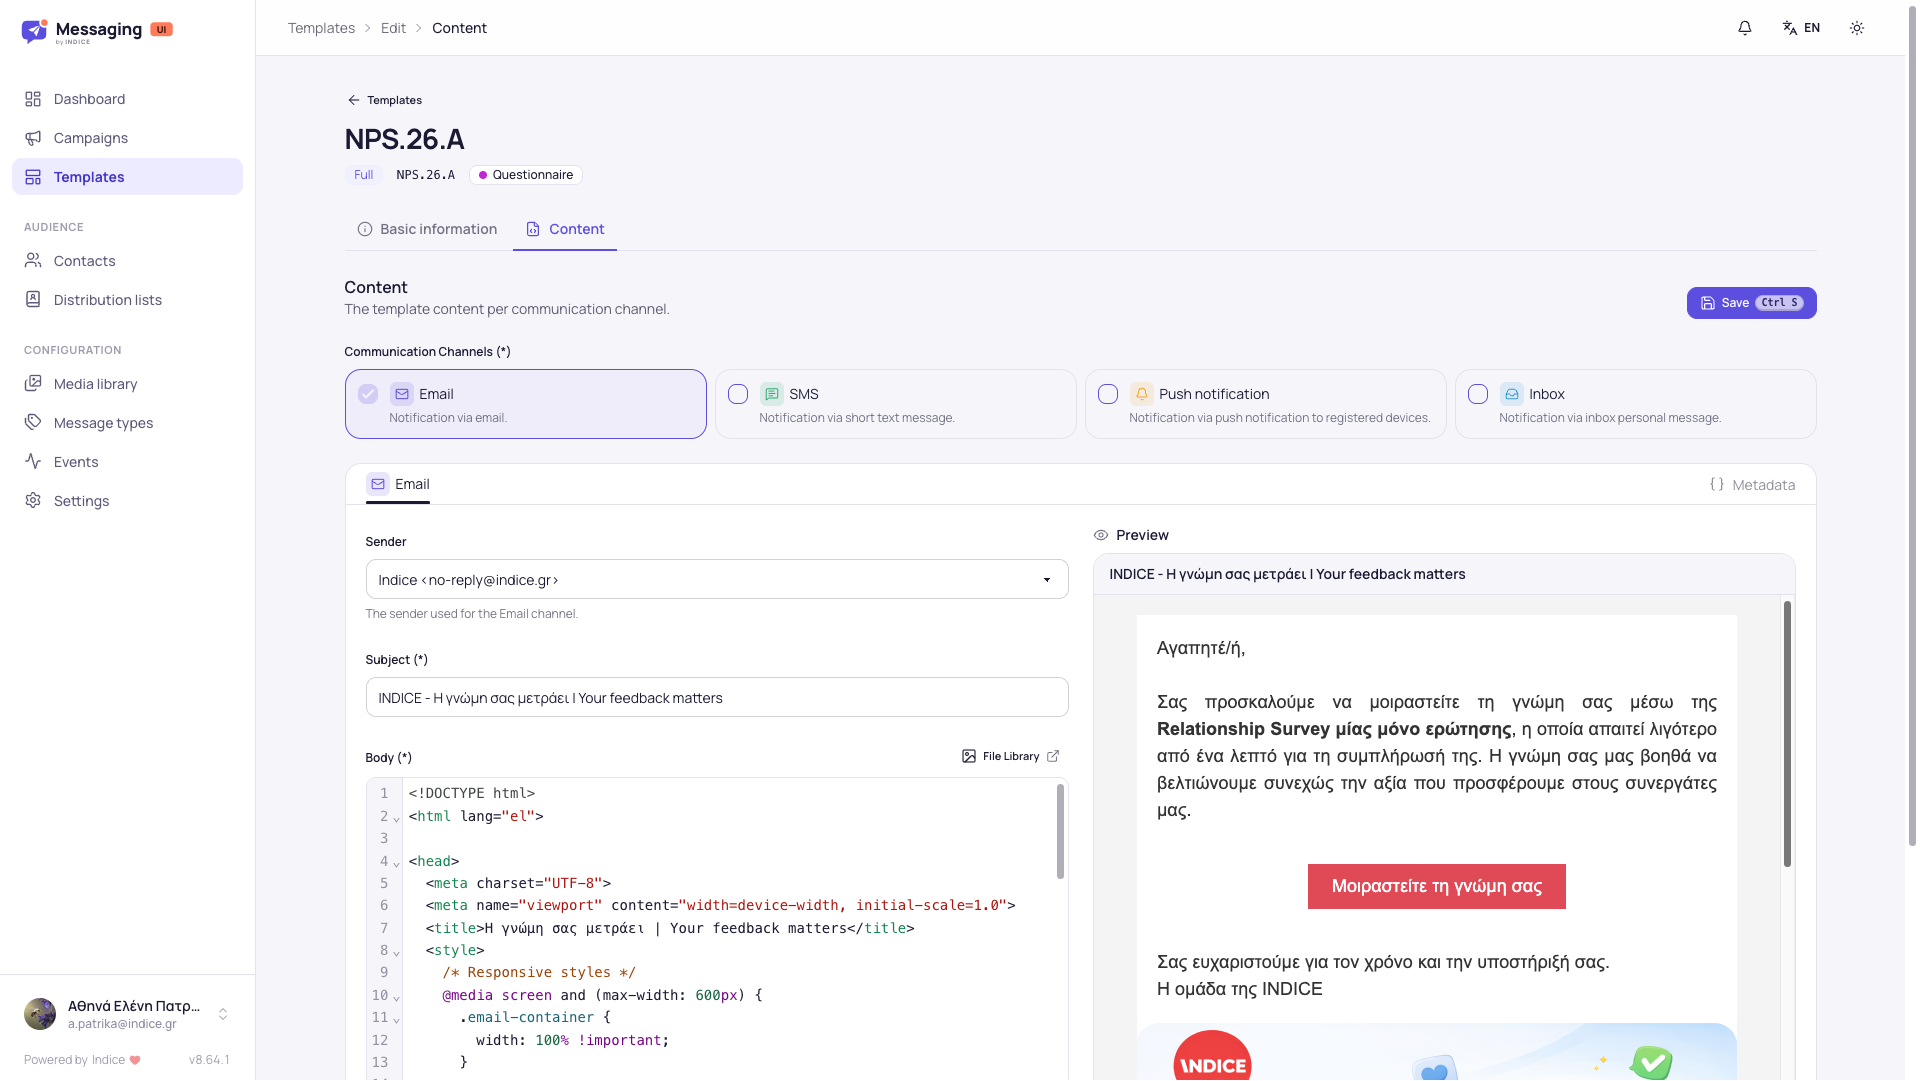 Messaging UI
by INDICE
Templates > Edit > Content
EN
Dashboard
Campaigns
Templates
AUDIENCE
Contacts
Distribution lists
CONFIGURATION
Media library
Message types
Events
Settings
Αθηνά Ελένη Πατρ...
a.patrika@indice.gr
Powered by Indice
v8.64.1
Templates
NPS.26.A
Full NPS.26.A Questionnaire
Basic information
Content
Content
The template content per communication channel.
Save Ctrl S
Communication Channels (*)
Email
Notification via email.
SMS
Notification via short text message.
Push notification
Notification via push notification to registered devices.
Inbox
Notification via inbox personal message.
Email
{ } Metadata
Sender
Indice <no-reply@indice.gr>
The sender used for the Email channel.
Subject (*)
INDICE - Η γνώμη σας μετράει | Your feedback matters
Body (*)
File Library
1 <!DOCTYPE html>
2 <html lang="el">
3
4 <head>
5 <meta charset="UTF-8">
6 <meta name="viewport" content="width=device-width, initial-scale=1.0">
7 <title>Η γνώμη σας μετράει | Your feedback matters</title>
8 <style>
9 /* Responsive styles */
10 @media screen and (max-width: 600px) {
11 .email-container {
12 width: 100% !important;
13 }
Preview
INDICE - Η γνώμη σας μετράει | Your feedback matters
Αγαπητέ/ή,
Σας προσκαλούμε να μοιραστείτε τη γνώμη σας μέσω της
Relationship Survey μίας μόνο ερώτησης, η οποία απαιτεί λιγότερο
από ένα λεπτό για τη συμπλήρωσή της. Η γνώμη σας μας βοηθά να
βελτιώνουμε συνεχώς την αξία που προσφέρουμε στους συνεργάτες
μας.
Μοιραστείτε τη γνώμη σας
Σας ευχαριστούμε για τον χρόνο και την υποστήριξή σας.
Η ομάδα της INDICE
INDICE